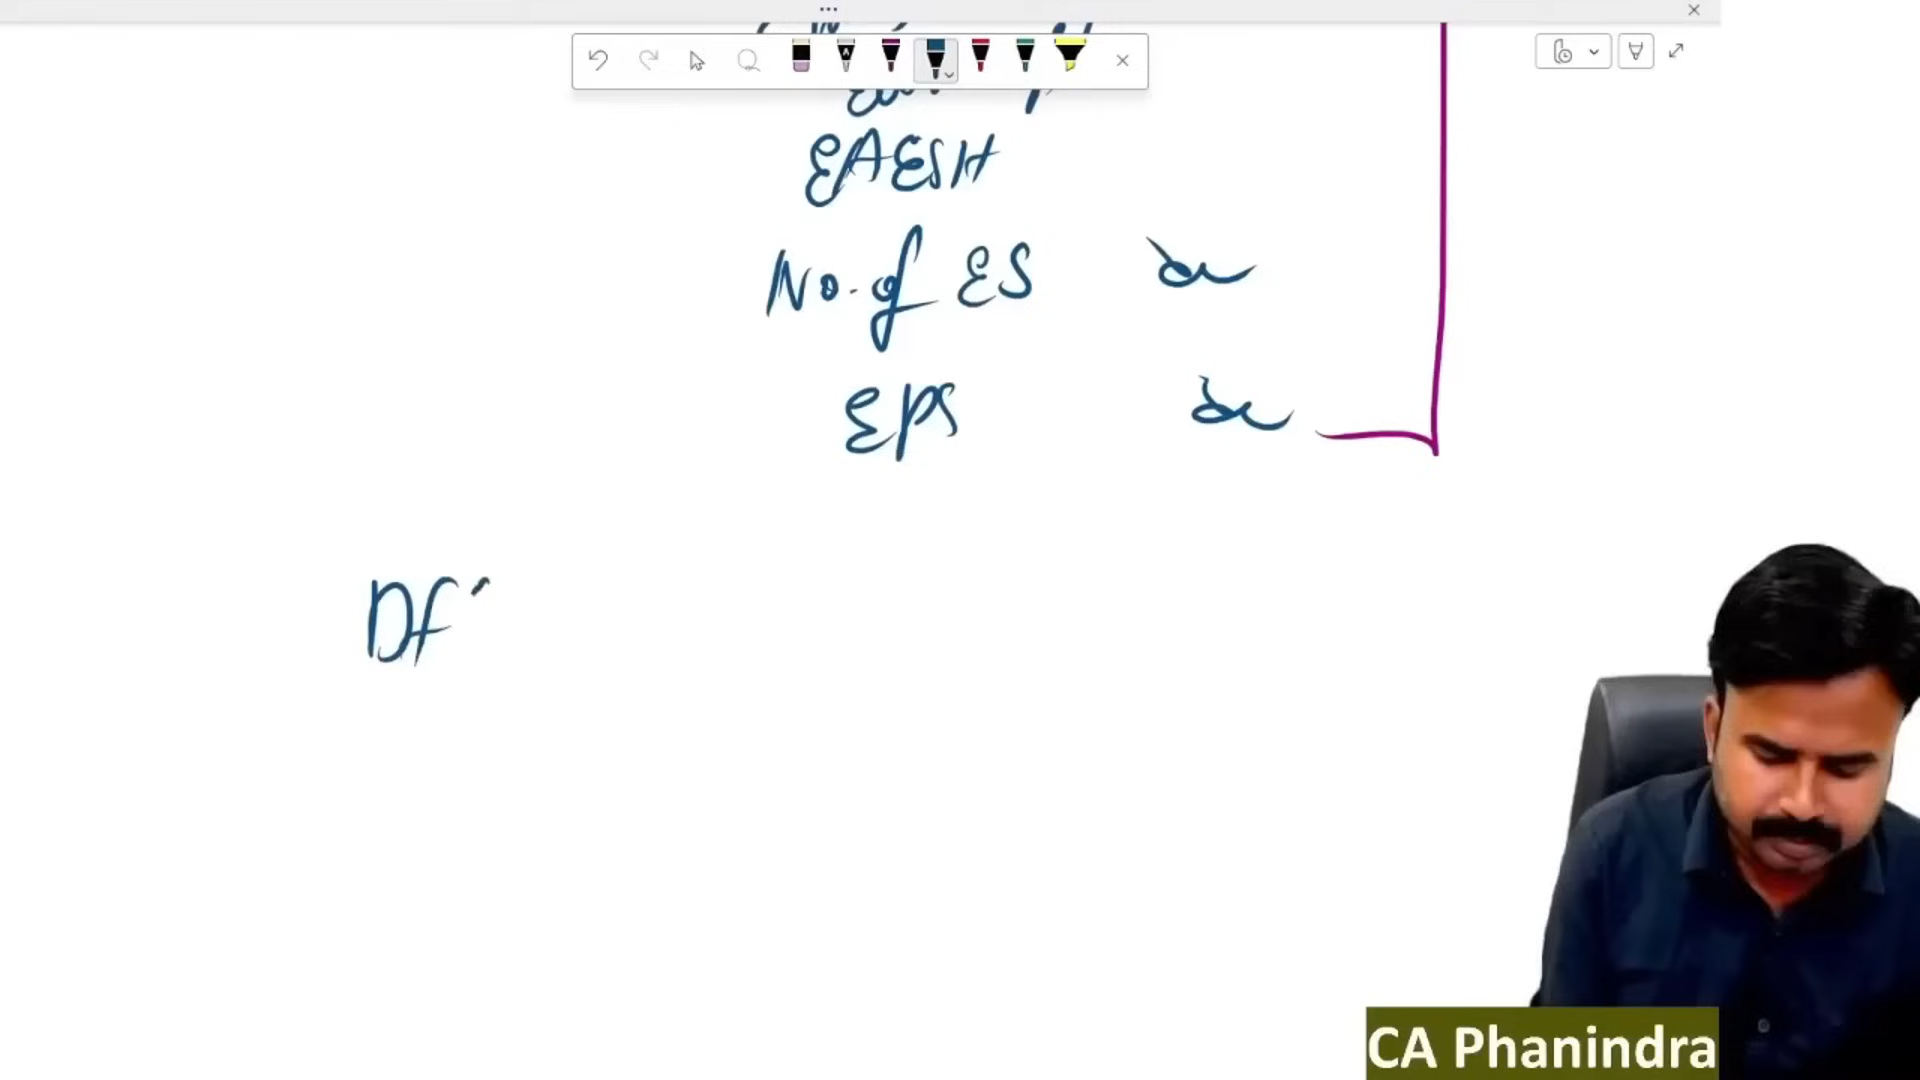 EAESH
No. of ES xx
EPS xx
DF
CA Phanindra